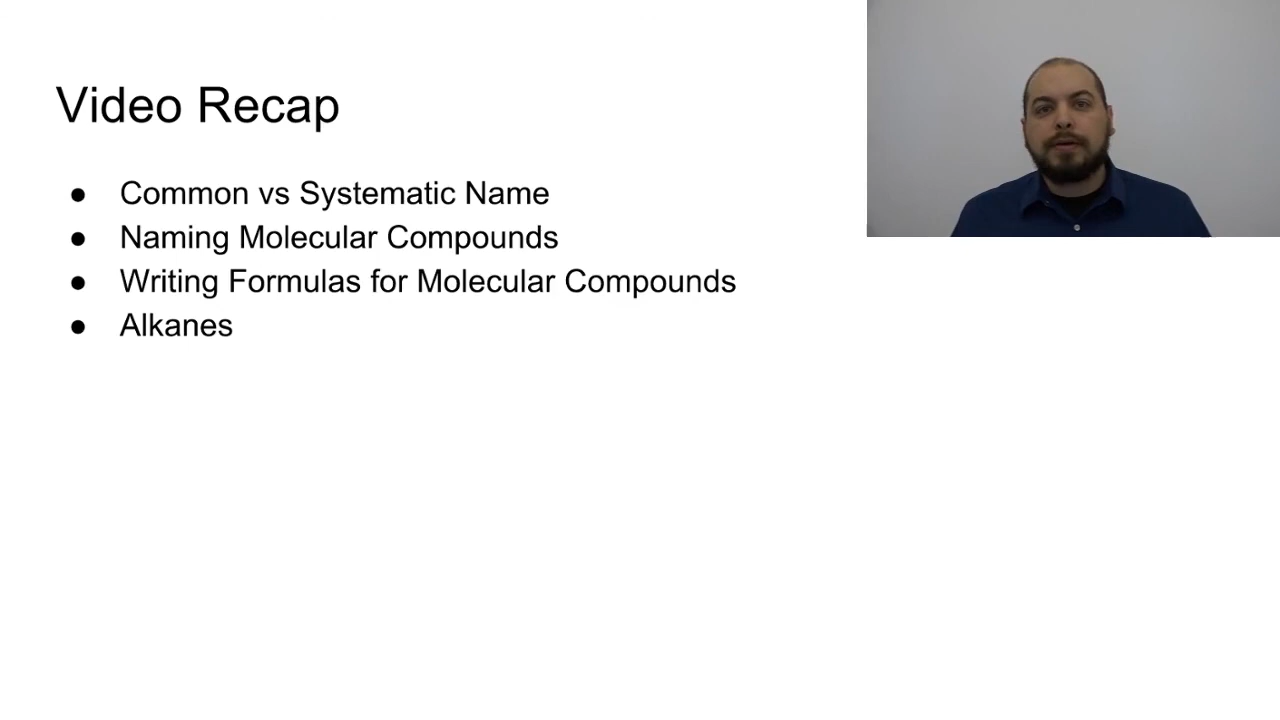 Video Recap
● Common vs Systematic Name
● Naming Molecular Compounds
● Writing Formulas for Molecular Compounds
● Alkanes